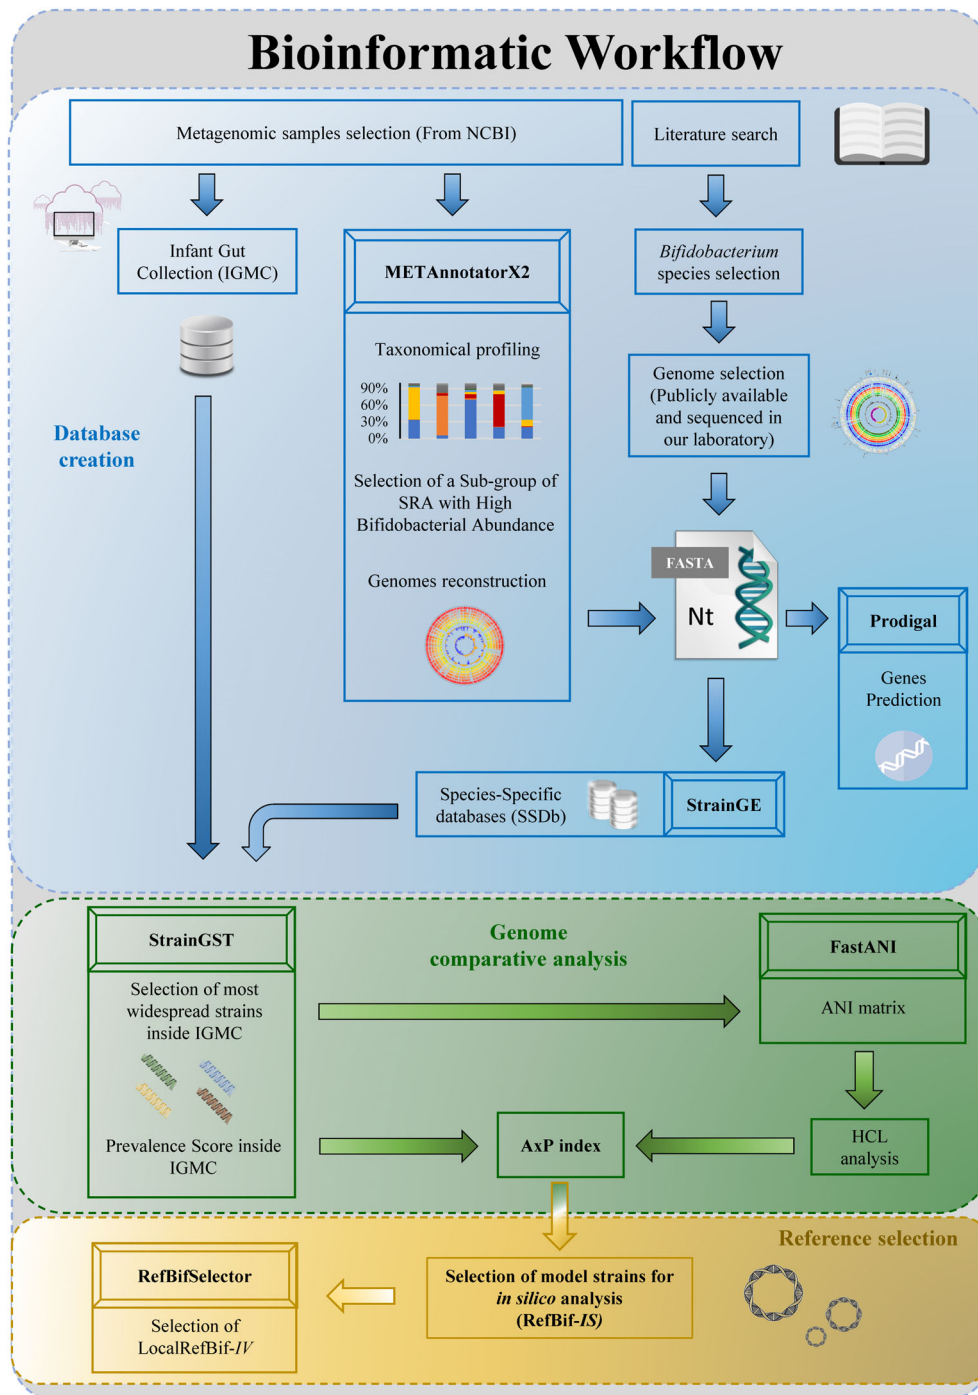 Bioinformatic Workflow
Metagenomic samples selection (From NCBI)
Literature search
Infant Gut
Collection (IGMC)
METAnnotatorX2
Bifidobacterium
species selection
Taxonomical profiling
90%
60%
30%
0%
Genome selection
(Publicly available
and sequenced in
our laboratory)
Database
creation
Selection of a Sub-group of
SRA with High
Bifidobacterial Abundance
Genomes reconstruction
FASTA
Nt
Prodigal
Genes
Prediction
Species-Specific
databases (SSDb)
StrainGE
StrainGST
Genome
comparative analysis
FastANI
Selection of most
widespread strains
inside IGMC
ANI matrix
Prevalence Score inside
IGMC
AxP index
HCL
analysis
Reference selection
RefBifSelector
Selection of
LocalRefBif-IV
Selection of model strains for
in silico analysis
(RefBif-IS)